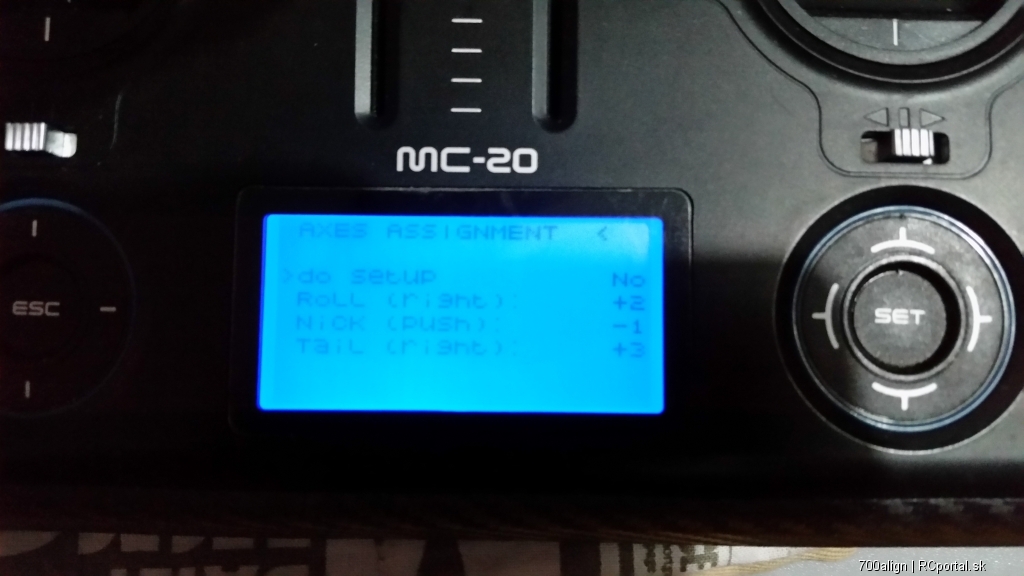 MC-20
AXES ASSIGNMENT <
>do setup No
Roll (right): +2
Nick (push): -1
Tail (right): +3
ESC
SET
700align | RCportal.sk